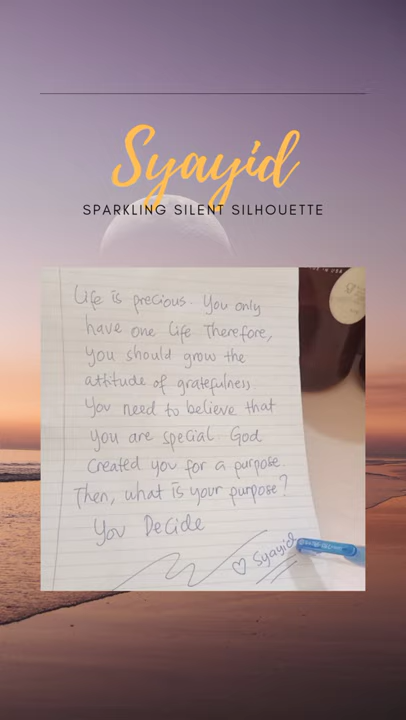 Syayid
SPARKLING SILENT SILHOUETTE
Life is precious. You only
have one life Therefore,
you should grow the
attitude of gratefulness.
You need to believe that
you are special. God
created you for a purpose.
Then, what is your purpose?
You Decide
♡ Syayid